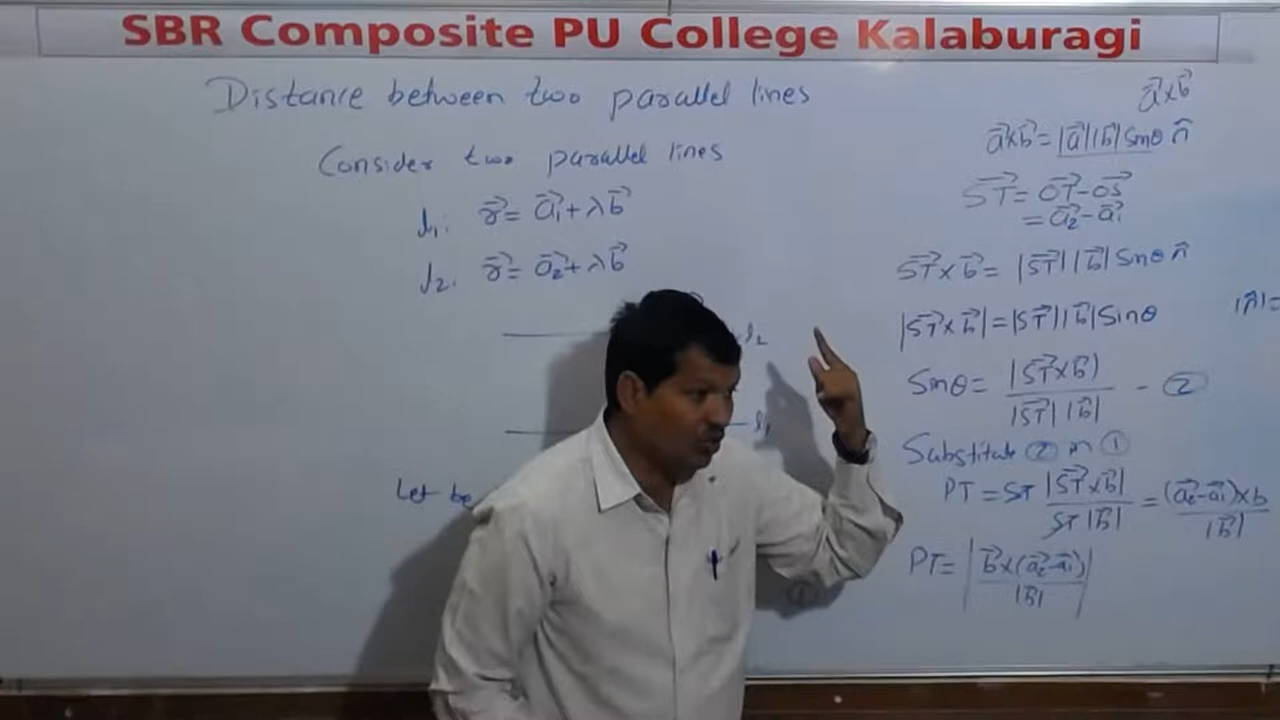 SBR Composite PU College Kalaburagi
Distance between two parallel lines
Consider two parallel lines
l₁: r⃗ = a⃗₁ + λb⃗
l₂. r⃗ = a⃗₂ + λb⃗
l₂
l₁
Let be
a⃗×b⃗
a⃗×b⃗ = |a⃗||b⃗| Sinθ n̂
ST⃗ = OT⃗ - OS⃗
= a⃗₂ - a⃗₁
ST⃗ × b⃗ = |ST⃗| |b⃗| Sinθ n̂
|ST⃗ × b⃗| = |ST⃗| |b⃗| Sinθ
|n̂| =
Sinθ = |ST⃗ × b⃗| / |ST⃗| |b⃗| - ②
Substitute ② in ①
PT = ST |ST⃗ × b⃗| / ST |b⃗| = (a⃗₂ - a⃗₁) × b / |b⃗|
PT = | b⃗ × (a⃗₂ - a⃗₁) / |b⃗| |